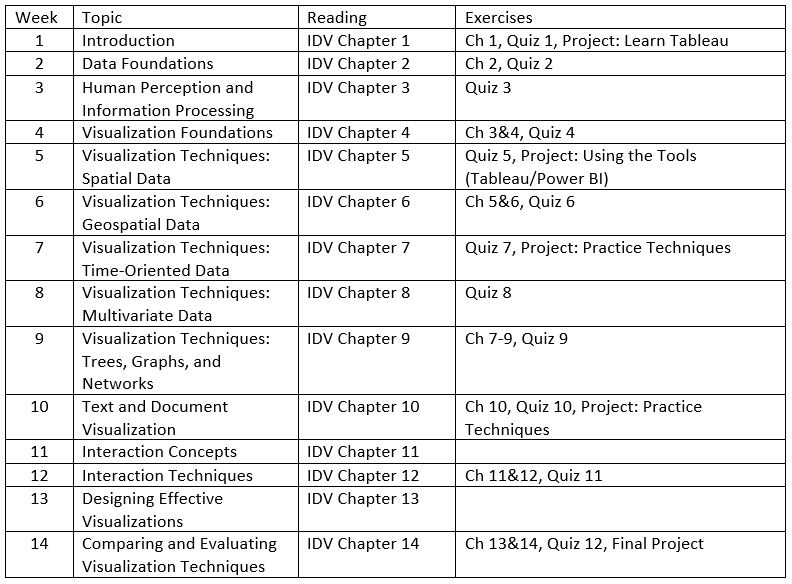 Week Topic Reading Exercises
1 Introduction IDV Chapter 1 Ch 1, Quiz 1, Project: Learn Tableau
2 Data Foundations IDV Chapter 2 Ch 2, Quiz 2
3 Human Perception and IDV Chapter 3 Quiz 3
Information Processing
4 Visualization Foundations IDV Chapter 4 Ch 3&4, Quiz 4
5 Visualization Techniques: IDV Chapter 5 Quiz 5, Project: Using the Tools
Spatial Data (Tableau/Power BI)
6 Visualization Techniques: IDV Chapter 6 Ch 5&6, Quiz 6
Geospatial Data
7 Visualization Techniques: IDV Chapter 7 Quiz 7, Project: Practice Techniques
Time-Oriented Data
8 Visualization Techniques: IDV Chapter 8 Quiz 8
Multivariate Data
9 Visualization Techniques: IDV Chapter 9 Ch 7-9, Quiz 9
Trees, Graphs, and
Networks
10 Text and Document IDV Chapter 10 Ch 10, Quiz 10, Project: Practice
Visualization Techniques
11 Interaction Concepts IDV Chapter 11
12 Interaction Techniques IDV Chapter 12 Ch 11&12, Quiz 11
13 Designing Effective IDV Chapter 13
Visualizations
14 Comparing and Evaluating IDV Chapter 14 Ch 13&14, Quiz 12, Final Project
Visualization Techniques